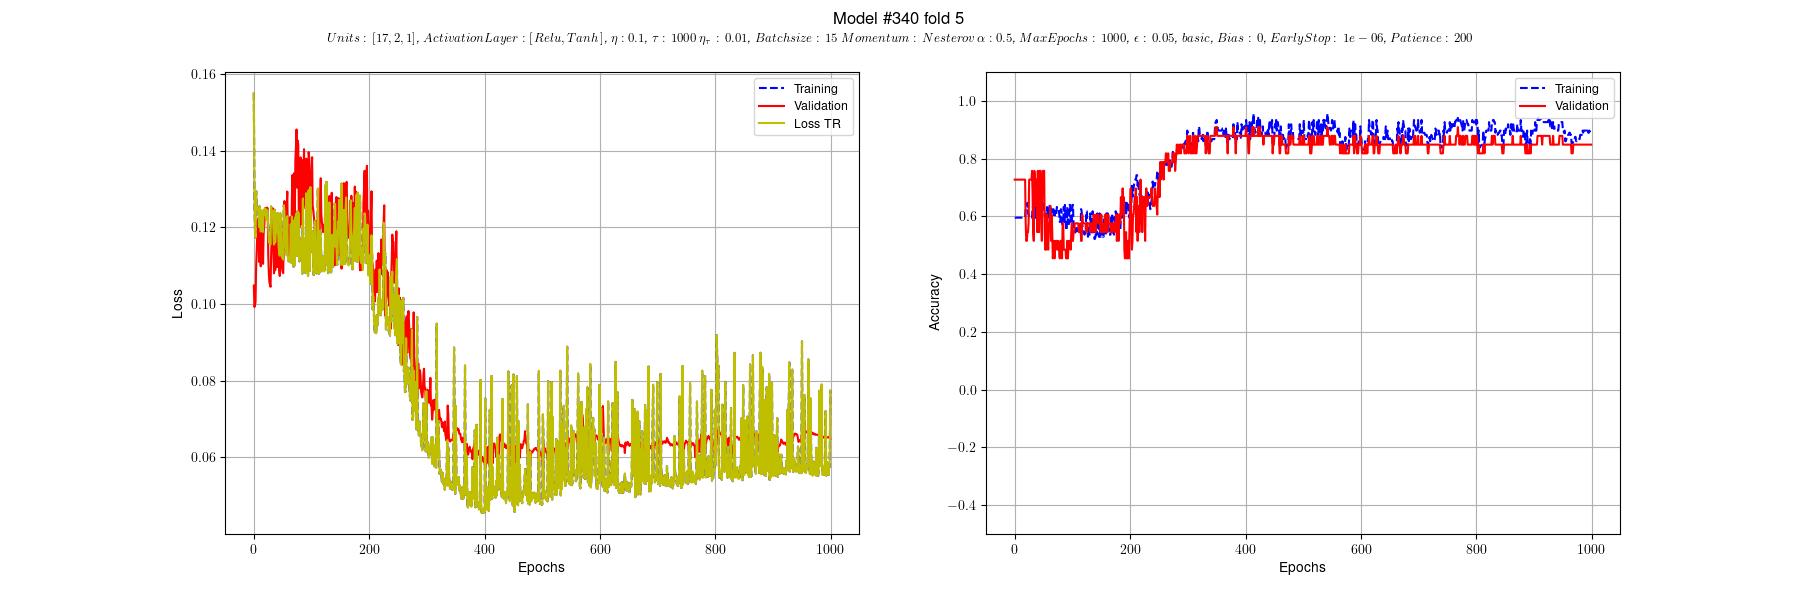 Model #340 fold 5
Units : [17, 2, 1], ActivationLayer : [Relu, Tanh], η : 0.1, τ : 1000 ητ : 0.01, Batchsize : 15 Momentum : Nesterov α : 0.5, MaxEpochs : 1000, ϵ : 0.05, basic, Bias : 0, EarlyStop : 1e − 06, Patience : 200
0.16
0.14
0.12
0.10
0.08
0.06
Loss
Training
Validation
Loss TR
0 200 400 600 800 1000
Epochs
1.0
0.8
0.6
0.4
0.2
0.0
−0.2
−0.4
Accuracy
Training
Validation
0 200 400 600 800 1000
Epochs